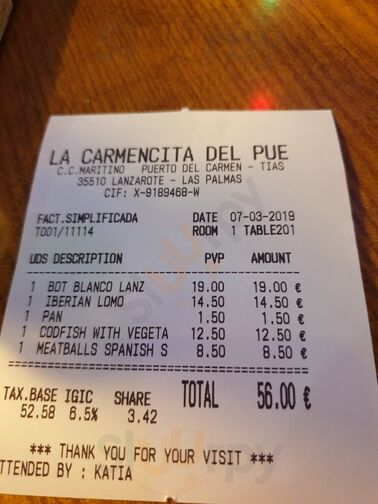 LA CARMENCITA DEL PUE
C.C.MARITINO PUERTO DEL CARMEN - TIAS
35510 LANZAROTE - LAS PALMAS
CIF: X-9189468-W
FACT.SIMPLIFICADA DATE 07-03-2019
T001/11114 ROOM 1 TABLE201
UDS DESCRIPTION PVP AMOUNT
1 BOT BLANCO LANZ 19.00 19.00 €
1 IBERIAN LOMO 14.50 14.50 €
1 PAN 1.50 1.50 €
1 CODFISH WITH VEGETA 12.50 12.50 €
1 MEATBALLS SPANISH S 8.50 8.50 €
TAX.BASE IGIC SHARE TOTAL 56.00 €
52.58 6.5% 3.42
*** THANK YOU FOR YOUR VISIT ***
ATTENDED BY : KATIA
sluurpy
sluurpy